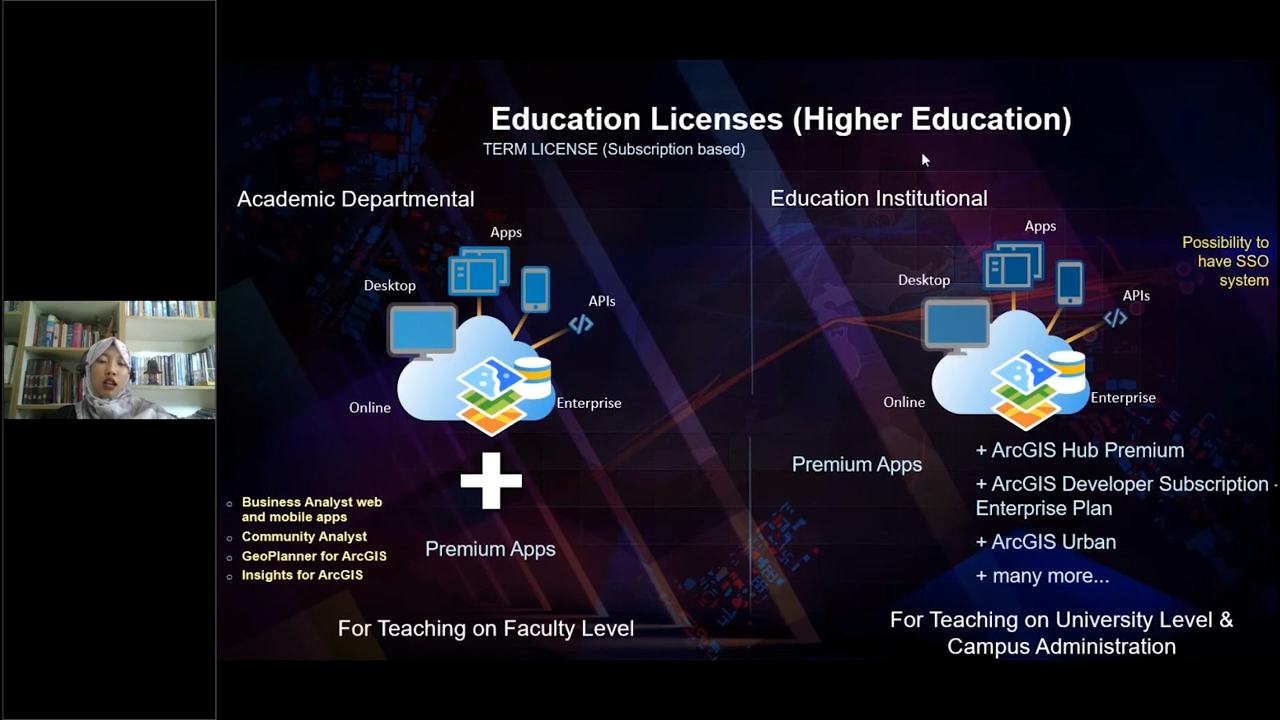 Education Licenses (Higher Education)
TERM LICENSE (Subscription based)
Academic Departmental
Apps
Desktop
APIs
Online
Enterprise
Business Analyst web
and mobile apps
Community Analyst
GeoPlanner for ArcGIS
Insights for ArcGIS
Premium Apps
For Teaching on Faculty Level
Education Institutional
Apps
Possibility to
have SSO
system
Desktop
APIs
Online
Enterprise
Premium Apps
+ ArcGIS Hub Premium
+ ArcGIS Developer Subscription -
Enterprise Plan
+ ArcGIS Urban
+ many more...
For Teaching on University Level &
Campus Administration